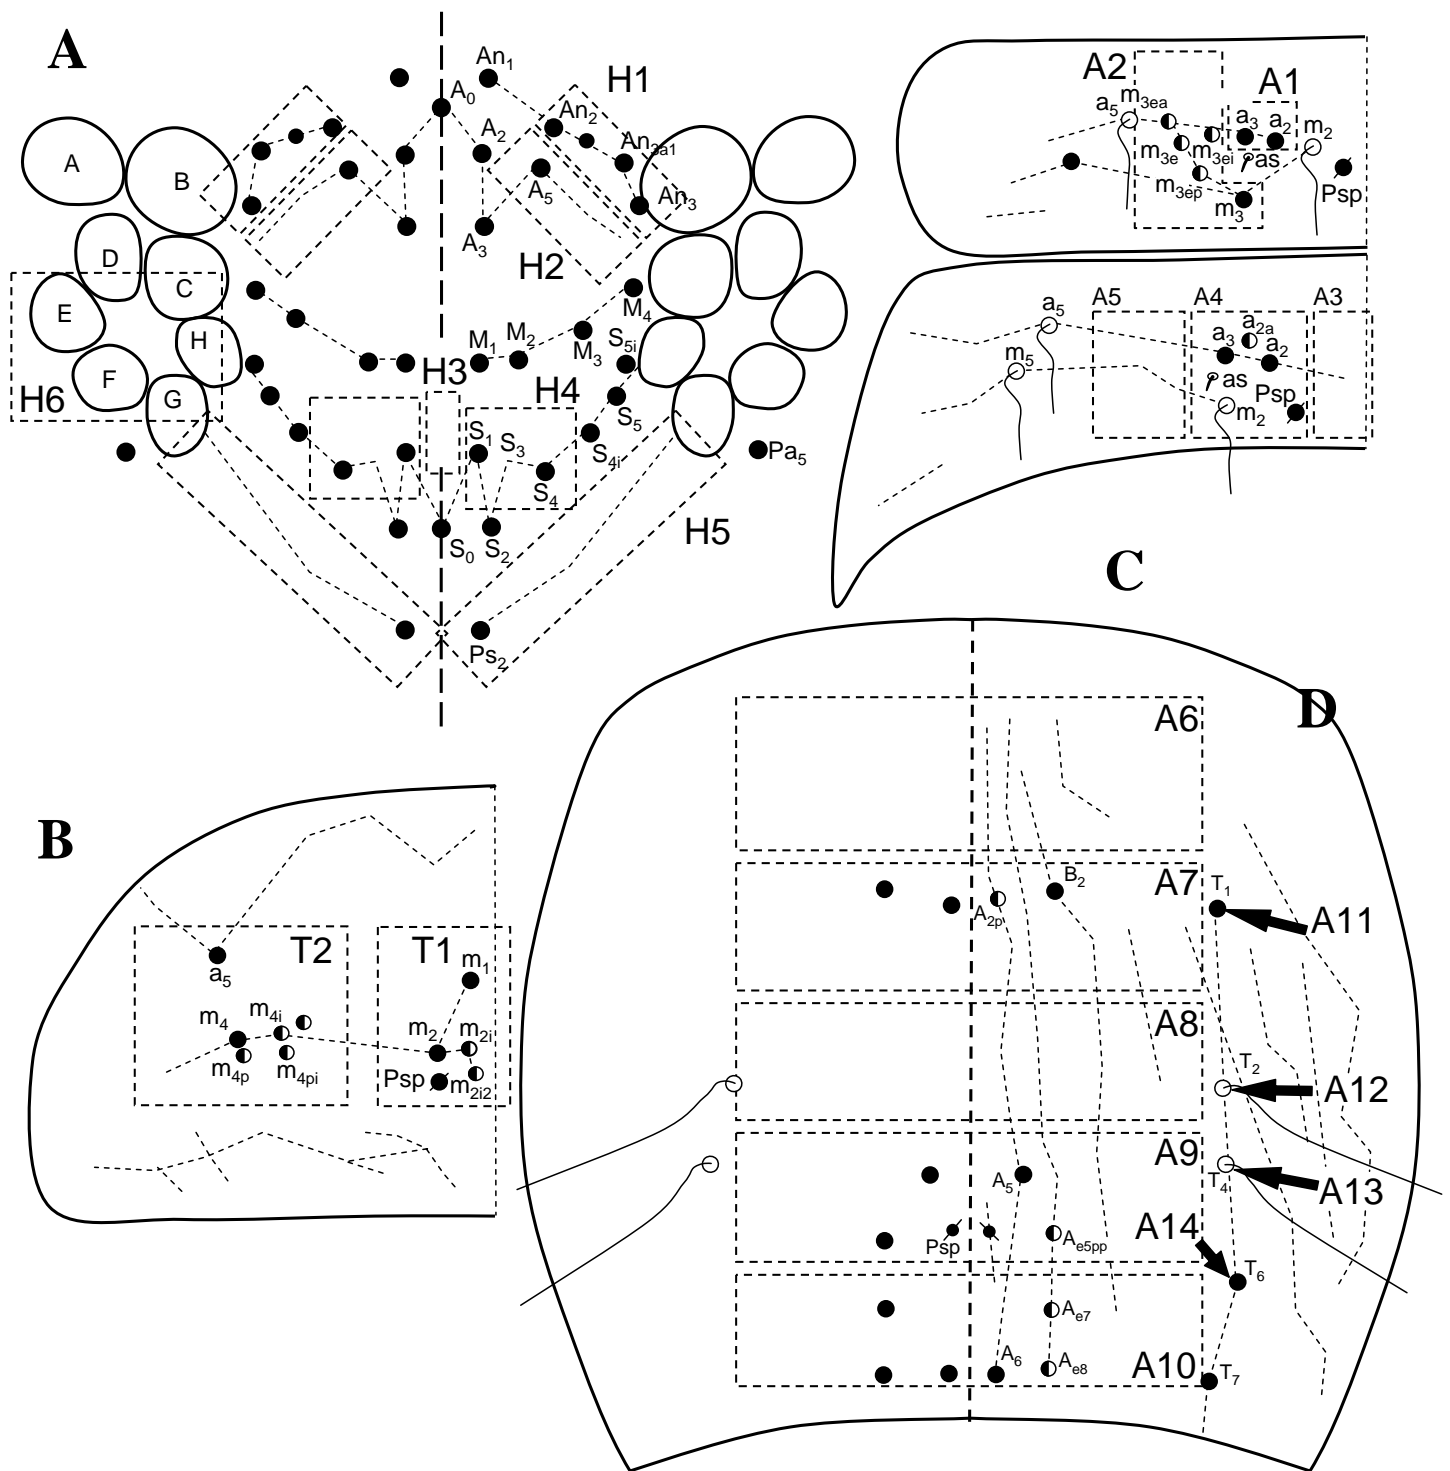 A
An1
H1
A0
An2
A2
An3a1
A
B
A5
An3
A3
H2
D
C
E
M4
H
M1
M2
M3
S5i
H3
F
H4
H6
G
S5
S1
S3
S4i
Pa5
S4
H5
S0
S2
Ps2
A2
A1
m3ea
a5
a3
a2
m2
m3e
m3ei
as
m3ep
Psp
m3
A5
A4
A3
a5
a2a
a3
a2
m5
as
Psp
m2
C
B
T2
T1
a5
m1
m4i
m4
m2
m2i
m4p
m4pi
Psp
m2i2
D
A6
A7
B2
T1
A2p
A11
A8
T2
A12
A9
A5
T4
A13
A14
Psp
Ae5pp
T6
Ae7
A6
Ae8
A10
T7